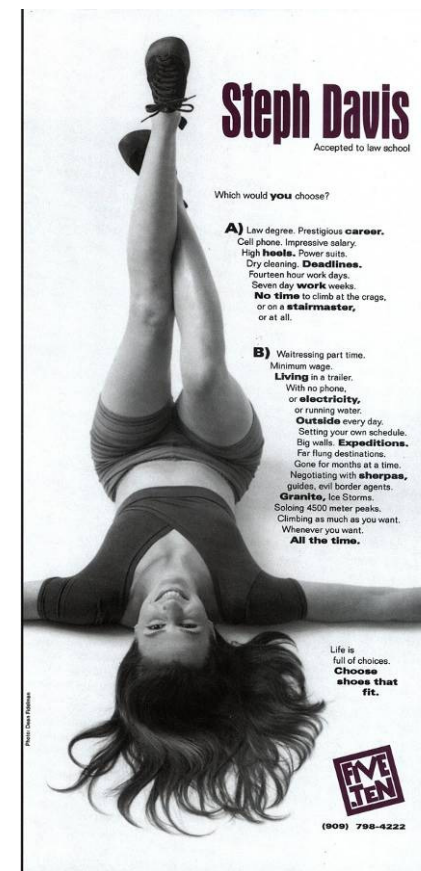 Steph Davis
Accepted to law school
Which would you choose?
A) Law degree. Prestigious career.
Cell phone. Impressive salary.
High heels. Power suits.
Dry cleaning. Deadlines.
Fourteen hour work days.
Seven day work weeks.
No time to climb at the crags,
or on a stairmaster,
or at all.
B) Waitressing part time.
Minimum wage.
Living in a trailer.
With no phone,
or electricity,
or running water.
Outside every day.
Setting your own schedule.
Big walls. Expeditions.
Far flung destinations.
Gone for months at a time.
Negotiating with sherpas,
guides, evil border agents.
Granite, Ice Storms.
Soloing 4500 meter peaks.
Climbing as much as you want.
Whenever you want.
All the time.
Life is
full of choices.
Choose
shoes that
fit.
Photo: Dean Fidelman
FIVE
.TEN
(909) 798-4222